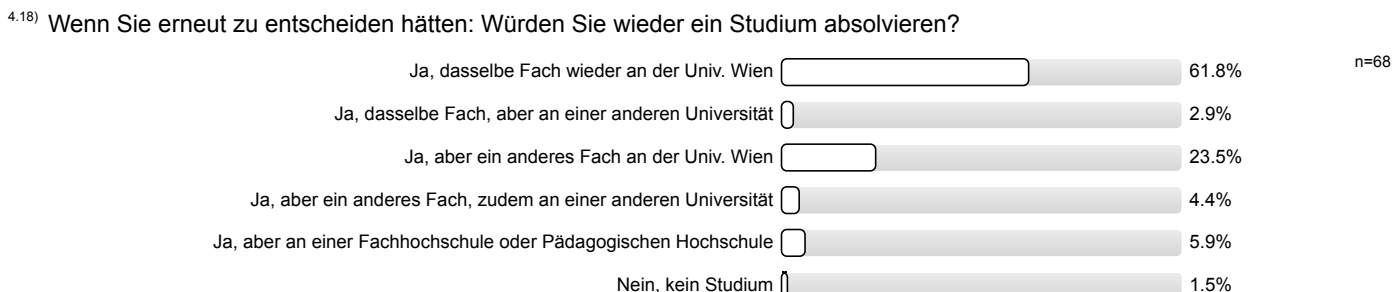 4.18) Wenn Sie erneut zu entscheiden hätten: Würden Sie wieder ein Studium absolvieren?
Ja, dasselbe Fach wieder an der Univ. Wien 61.8% n=68
Ja, dasselbe Fach, aber an einer anderen Universität 2.9%
Ja, aber ein anderes Fach an der Univ. Wien 23.5%
Ja, aber ein anderes Fach, zudem an einer anderen Universität 4.4%
Ja, aber an einer Fachhochschule oder Pädagogischen Hochschule 5.9%
Nein, kein Studium 1.5%